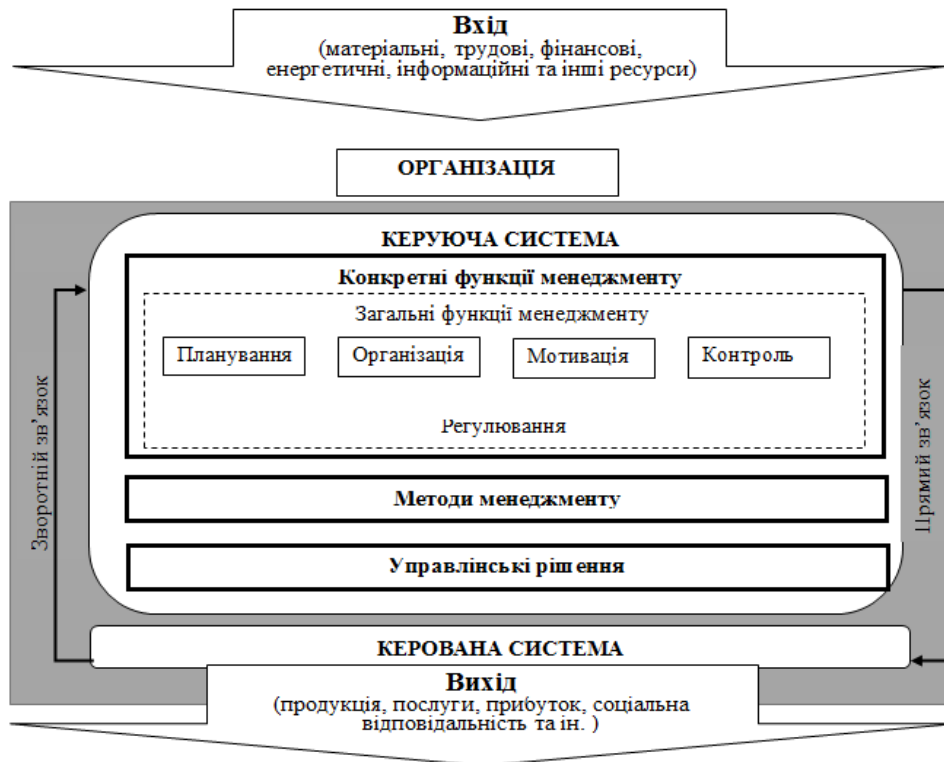 Вхід
(матеріальні, трудові, фінансові,
енергетичні, інформаційні та інші ресурси)
ОРГАНІЗАЦІЯ
КЕРУЮЧА СИСТЕМА
Конкретні функції менеджменту
Загальні функції менеджменту
Планування
Організація
Мотивація
Контроль
Регулювання
Методи менеджменту
Управлінські рішення
Зворотній зв’язок
Прямий зв’язок
КЕРОВАНА СИСТЕМА
Вихід
(продукція, послуги, прибуток, соціальна
відповідальність та ін. )